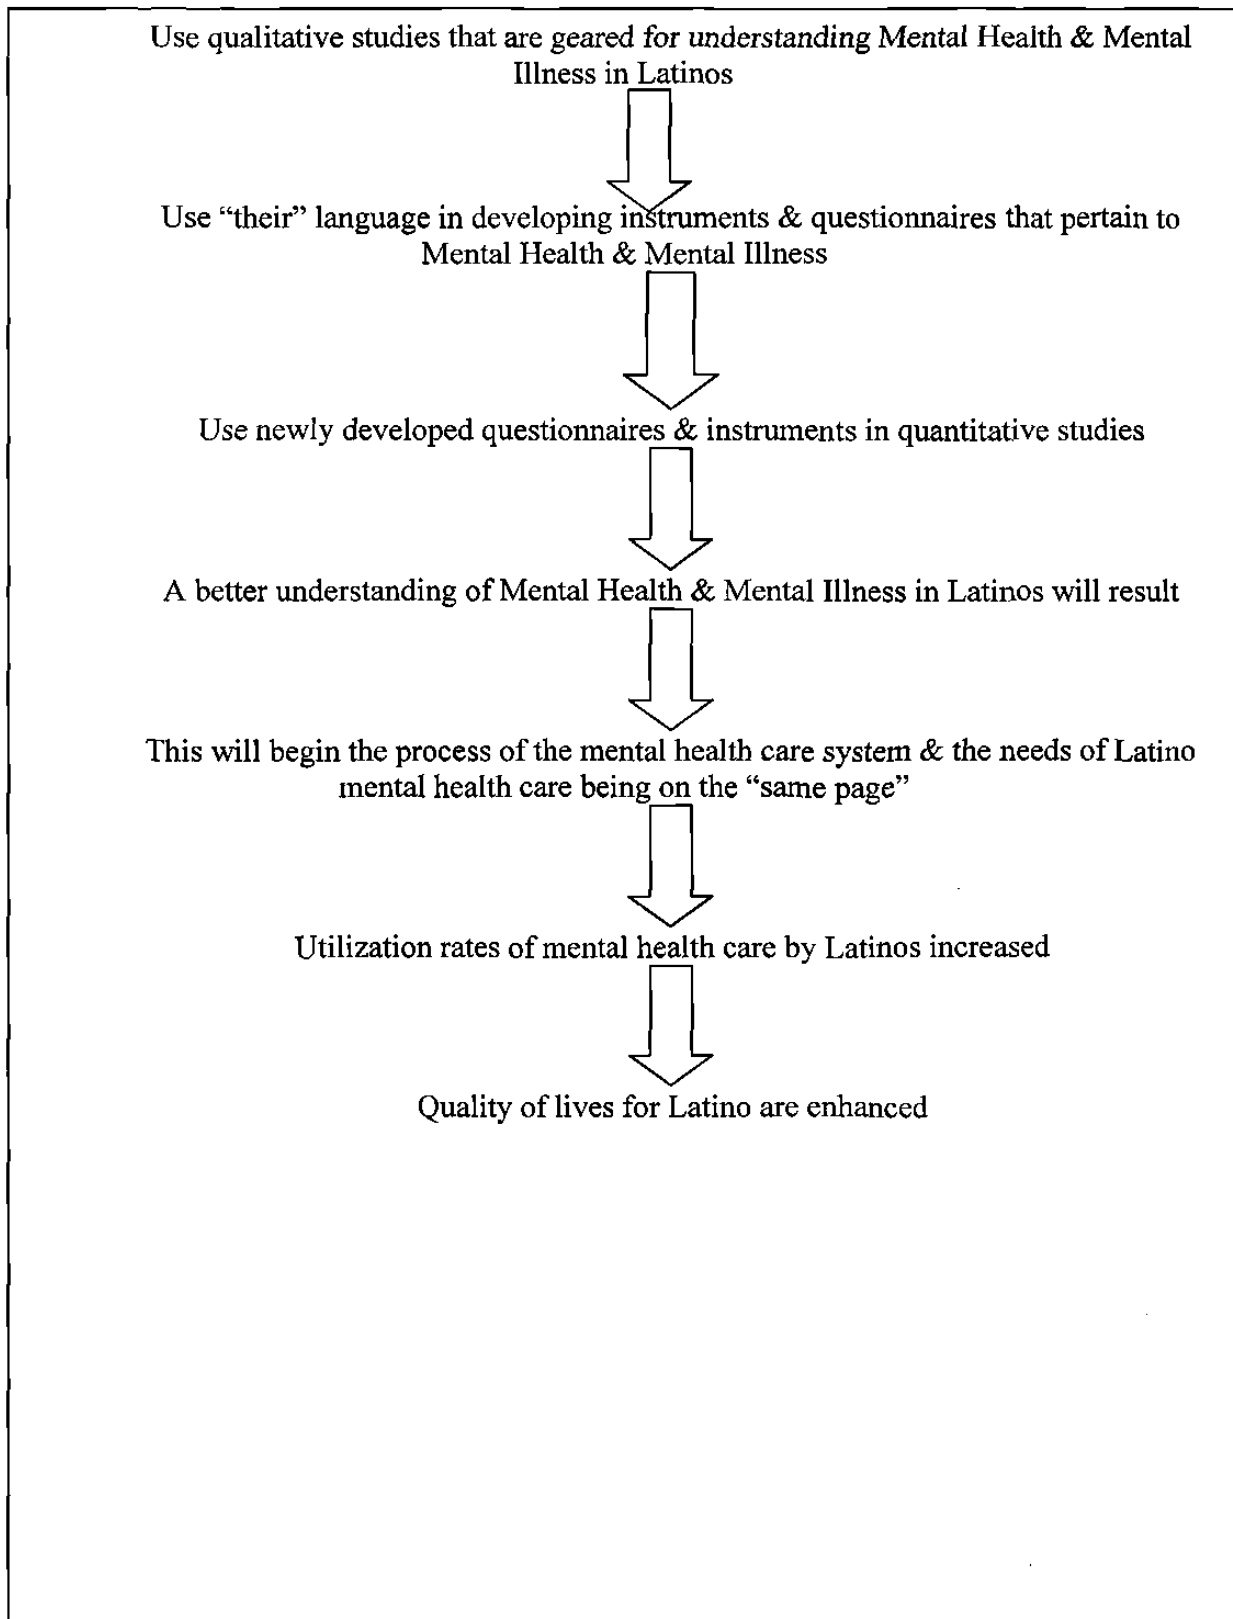 Use qualitative studies that are geared for understanding Mental Health & Mental
Illness in Latinos
Use “their” language in developing instruments & questionnaires that pertain to
Mental Health & Mental Illness
Use newly developed questionnaires & instruments in quantitative studies
A better understanding of Mental Health & Mental Illness in Latinos will result
This will begin the process of the mental health care system & the needs of Latino
mental health care being on the “same page”
Utilization rates of mental health care by Latinos increased
Quality of lives for Latino are enhanced